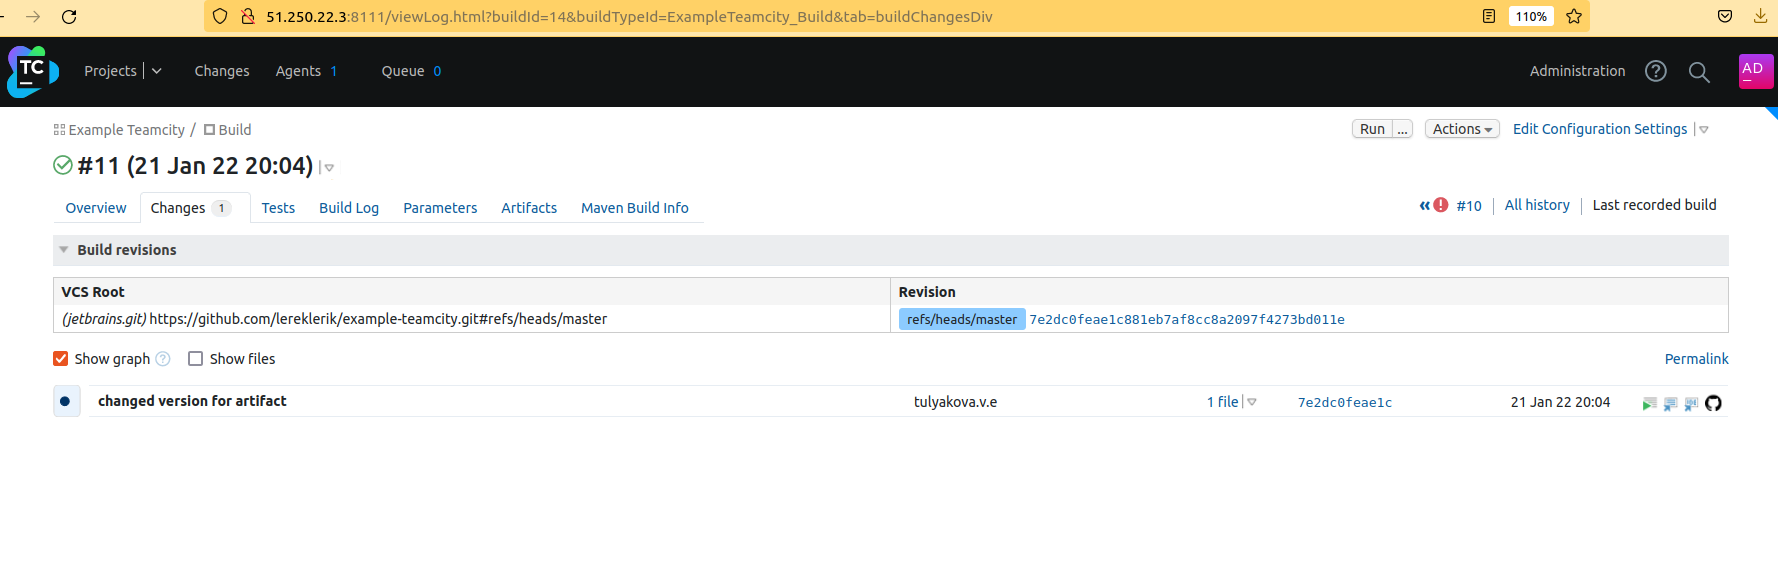 51.250.22.3:8111/viewLog.html?buildId=14&buildTypeId=ExampleTeamcity_Build&tab=buildChangesDiv 110%
TC Projects Changes Agents 1 Queue 0 Administration ? AD
Example Teamcity / Build Run ... Actions Edit Configuration Settings
#11 (21 Jan 22 20:04)
Overview Changes 1 Tests Build Log Parameters Artifacts Maven Build Info « #10 All history Last recorded build
Build revisions
VCS Root Revision
(jetbrains.git) https://github.com/lereklerik/example-teamcity.git#refs/heads/master refs/heads/master 7e2dc0feae1c881eb7af8cc8a2097f4273bd011e
Show graph ? Show files Permalink
changed version for artifact tulyakova.v.e 1 file 7e2dc0feae1c 21 Jan 22 20:04